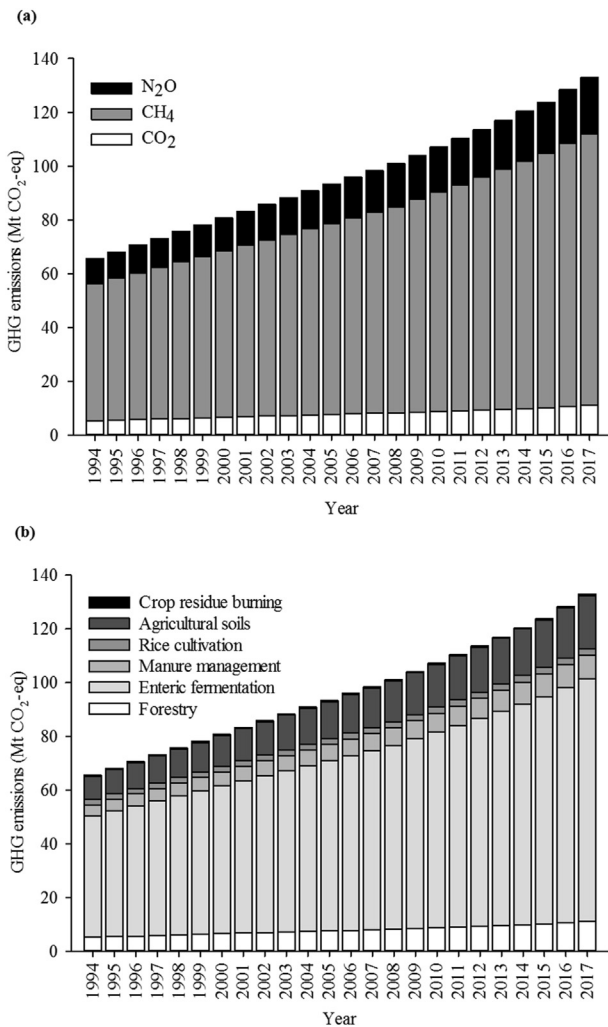 (a)
140
120
100
80
60
40
20
0
GHG emissions (Mt CO₂-eq)
N₂O
CH₄
CO₂
1994 1995 1996 1997 1998 1999 2000 2001 2002 2003 2004 2005 2006 2007 2008 2009 2010 2011 2012 2013 2014 2015 2016 2017
Year
(b)
140
120
100
80
60
40
20
0
GHG emissions (Mt CO₂-eq)
Crop residue burning
Agricultural soils
Rice cultivation
Manure management
Enteric fermentation
Forestry
1994 1995 1996 1997 1998 1999 2000 2001 2002 2003 2004 2005 2006 2007 2008 2009 2010 2011 2012 2013 2014 2015 2016 2017
Year